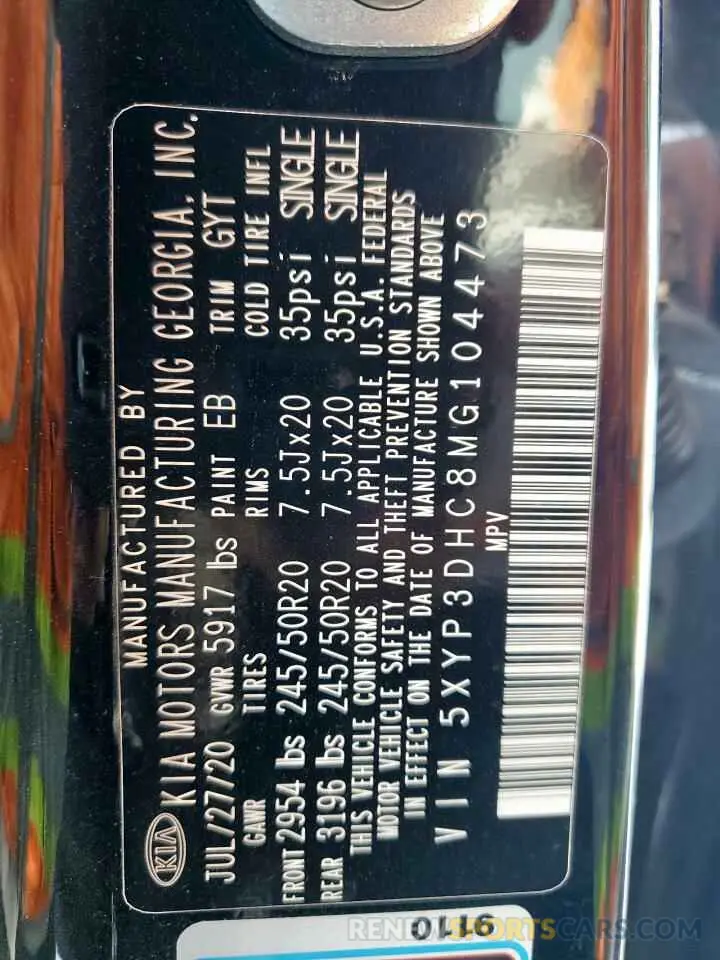 MANUFACTURED BY
KIA KIA MOTORS MANUFACTURING GEORGIA, INC.
JUL/27/20 GVWR 5917 lbs PAINT EB TRIM GYT
GAWR TIRES RIMS COLD TIRE INFL
FRONT 2954 lbs 245/50R20 7.5Jx20 35psi SINGLE
REAR 3196 lbs 245/50R20 7.5Jx20 35psi SINGLE
THIS VEHICLE CONFORMS TO ALL APPLICABLE U.S.A. FEDERAL
MOTOR VEHICLE SAFETY AND THEFT PREVENTION STANDARDS
IN EFFECT ON THE DATE OF MANUFACTURE SHOWN ABOVE
VIN 5XYP3DHC8MG104473
MPV
9110
RENEWSPORTSCARS.COM